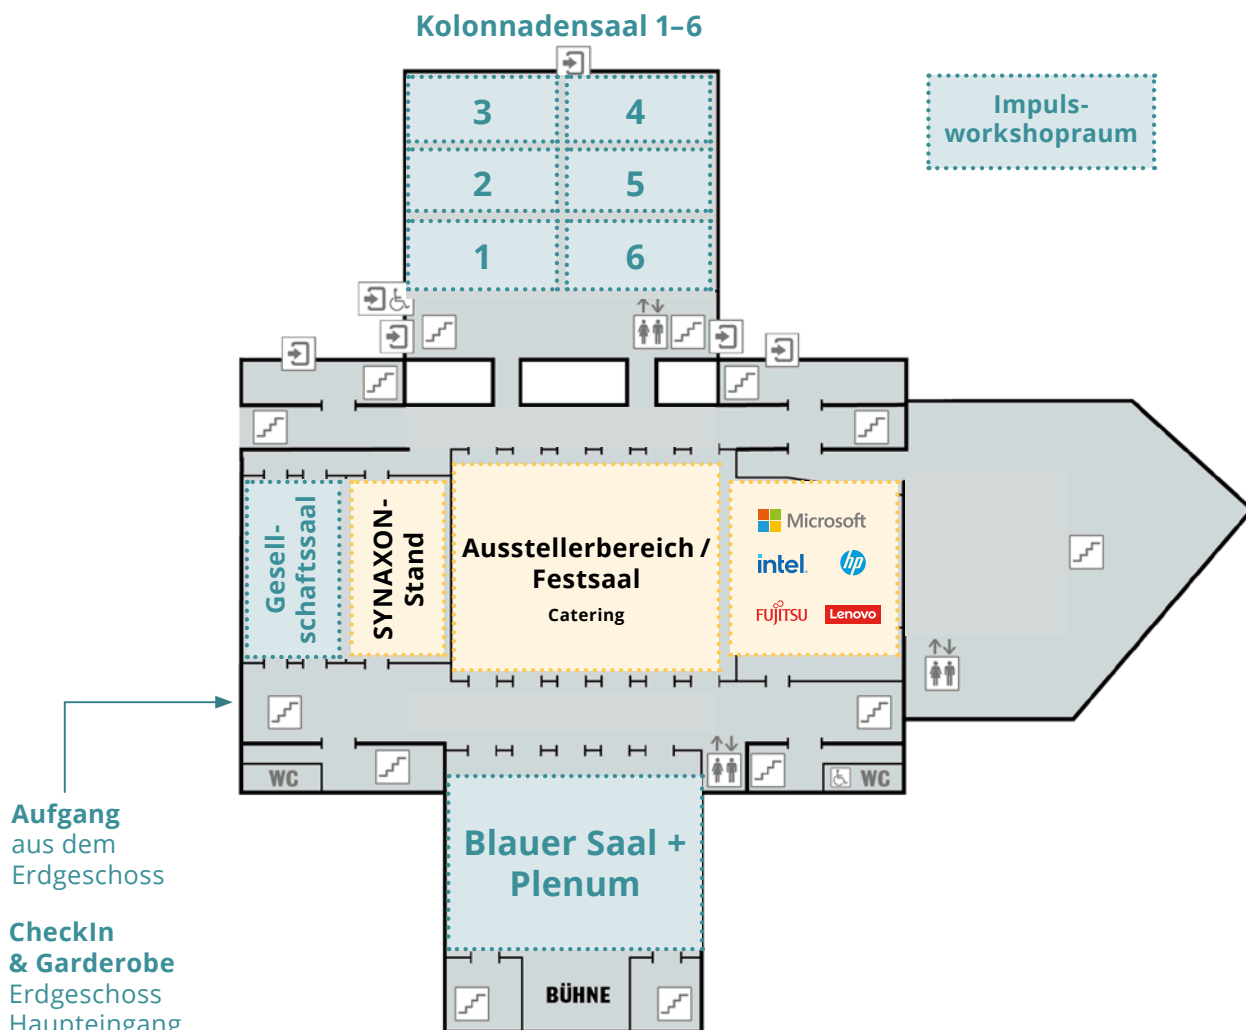 Kolonnadensaal 1–6
Impuls-
workshopraum
3
4
2
5
1
6
Gesell-
schaftssaal
SYNAXON-
Stand
Ausstellerbereich /
Festsaal
Catering
Microsoft
intel.
hp
FUJITSU
Lenovo
WC
WC
Aufgang
aus dem
Erdgeschoss
Blauer Saal +
Plenum
CheckIn
& Garderobe
Erdgeschoss
Haupteingang
BÜHNE